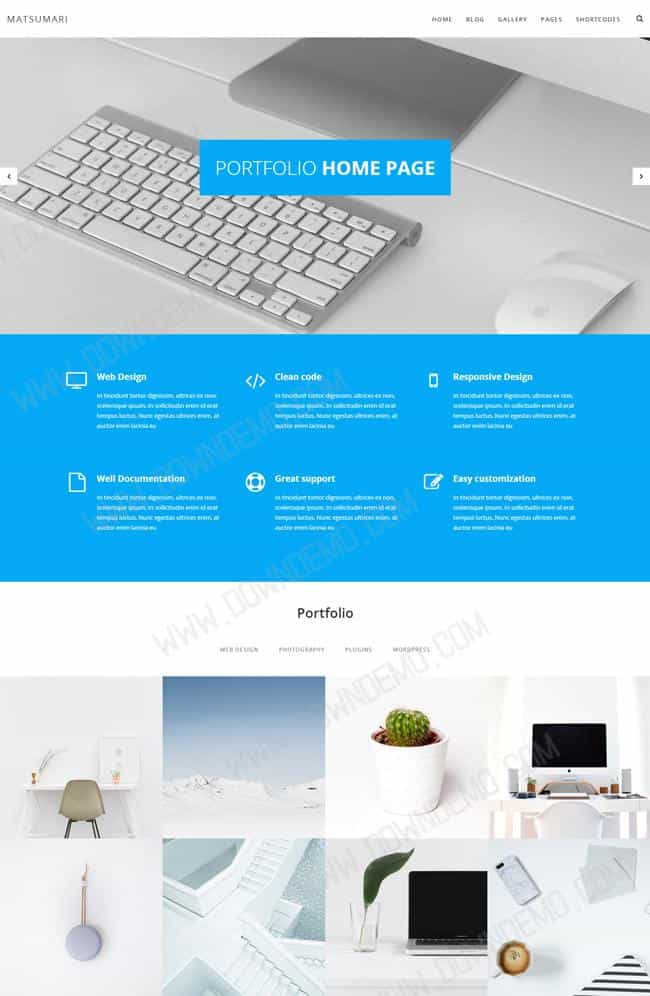 MATSUMARI
HOME BLOG GALLERY PAGES SHORTCODES
PORTFOLIO HOME PAGE
Web Design
In tincidunt tortor dignissim, ultrices ex non,
scelerisque ipsum. In sollicitudin enim id erat
tempus luctus. Nunc egestas ultrices enim, at
auctor enim lacinia eu
Clean code
In tincidunt tortor dignissim, ultrices ex non,
scelerisque ipsum. In sollicitudin enim id erat
tempus luctus. Nunc egestas ultrices enim, at
auctor enim lacinia eu
Responsive Design
In tincidunt tortor dignissim, ultrices ex non,
scelerisque ipsum. In sollicitudin enim id erat
tempus luctus. Nunc egestas ultrices enim, at
auctor enim lacinia eu
Well Documentation
In tincidunt tortor dignissim, ultrices ex non,
scelerisque ipsum. In sollicitudin enim id erat
tempus luctus. Nunc egestas ultrices enim, at
auctor enim lacinia eu
Great support
In tincidunt tortor dignissim, ultrices ex non,
scelerisque ipsum. In sollicitudin enim id erat
tempus luctus. Nunc egestas ultrices enim, at
auctor enim lacinia eu
Easy customization
In tincidunt tortor dignissim, ultrices ex non,
scelerisque ipsum. In sollicitudin enim id erat
tempus luctus. Nunc egestas ultrices enim, at
auctor enim lacinia eu
Portfolio
WEB DESIGN PHOTOGRAPHY PLUGINS WORDPRESS
WWW.DOWNDEMO.COM
WWW.DOWNDEMO.COM
WWW.DOWNDEMO.COM
WWW.DOWNDEMO.COM